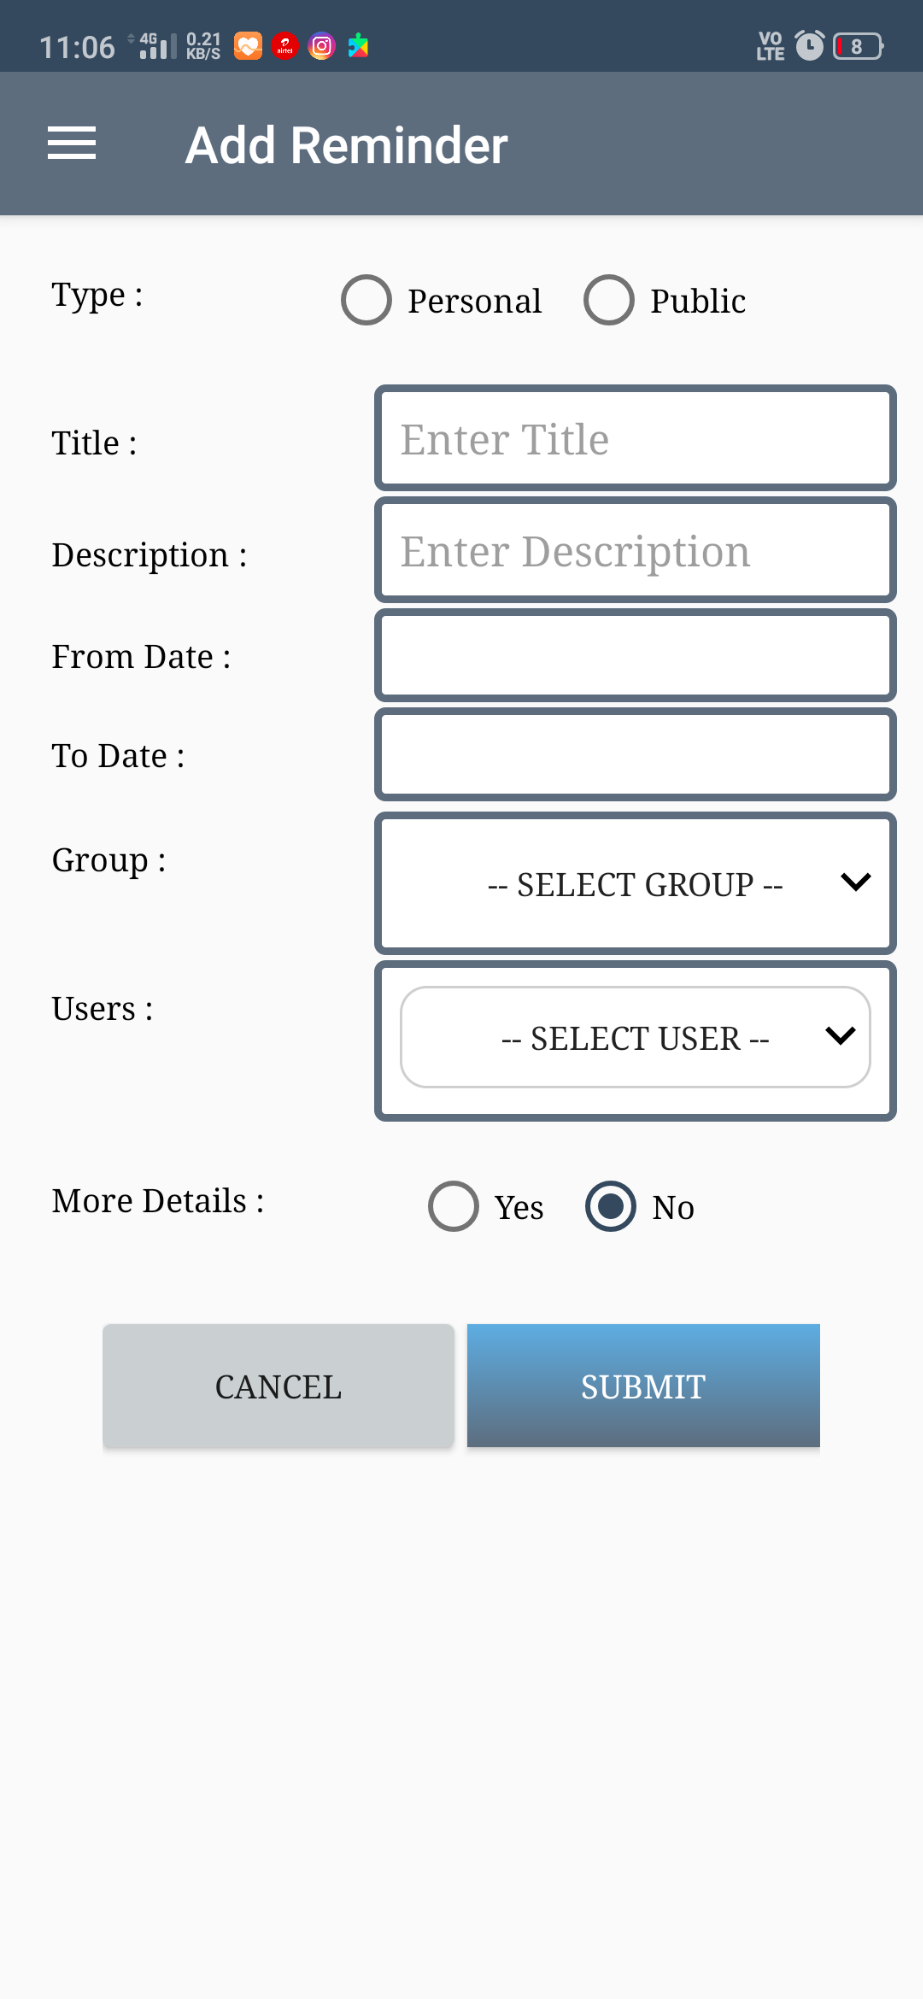 11:06 4G 0.21 KB/S airtel VO LTE 8
Add Reminder
Type : Personal Public
Title : Enter Title
Description : Enter Description
From Date :
To Date :
Group : -- SELECT GROUP --
Users : -- SELECT USER --
More Details : Yes No
CANCEL SUBMIT